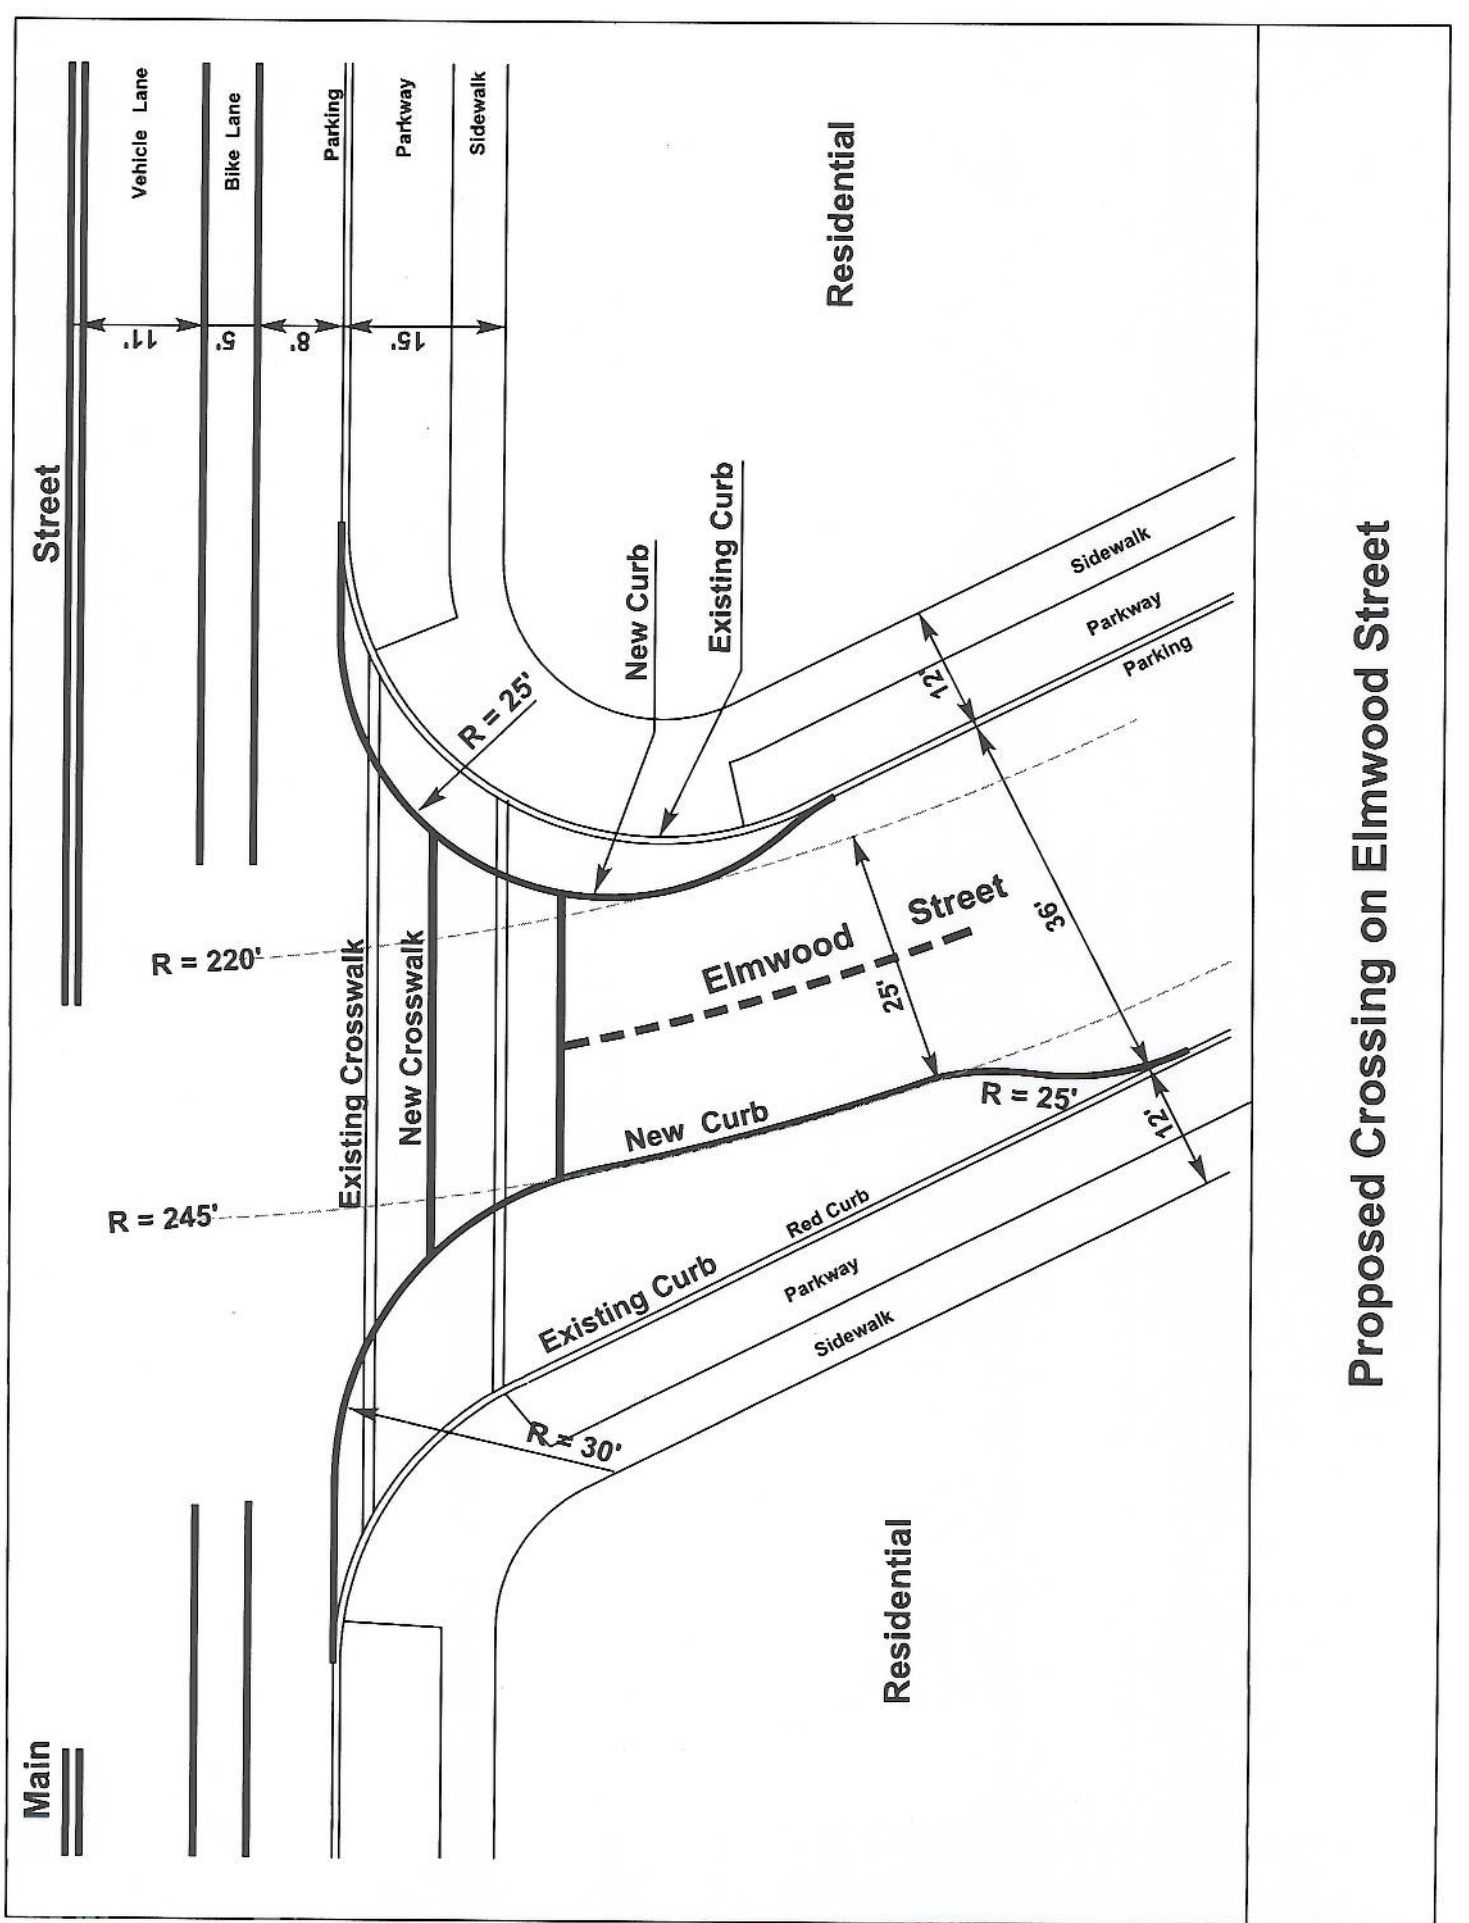 Main
Street
Vehicle Lane
Bike Lane
Parking
Parkway
Sidewalk
11'
5'
8'
15'
Residential
New Curb
Existing Curb
R = 25'
R = 220'
R = 245'
Existing Crosswalk
New Crosswalk
Elmwood Street
25'
36'
12'
Sidewalk
Parkway
Parking
New Curb
R = 25'
12'
Existing Curb
Red Curb
Parkway
Sidewalk
R = 30'
Residential
Proposed Crossing on Elmwood Street